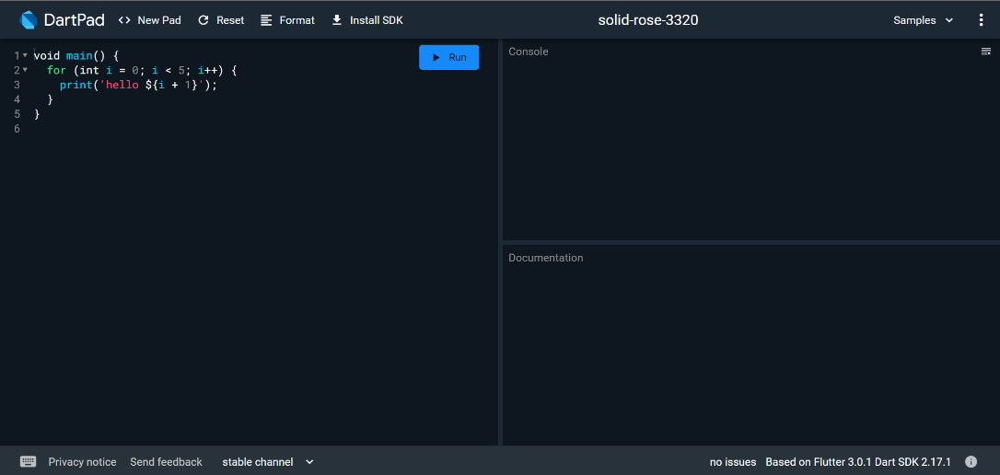 DartPad <> New Pad Reset Format Install SDK solid-rose-3320 Samples
1 void main() {
2   for (int i = 0; i < 5; i++) {
3     print('hello ${i + 1}');
4   }
5 }
6
Run
Console
Documentation
Privacy notice Send feedback stable channel no issues Based on Flutter 3.0.1 Dart SDK 2.17.1